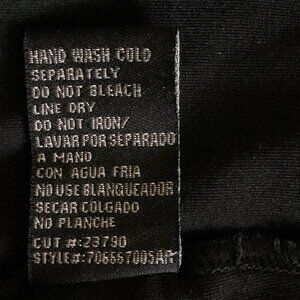 HAND WASH COLD
SEPARATELY
DO NOT BLEACH
LINE DRY
DO NOT IRON/
LAVAR POR SEPARADO
A MANO
CON AGUA FRIA
NO USE BLANQUEADOR
SECAR COLGADO
NO PLANCHE
CUT #:23790
STYLE#:706667005AR